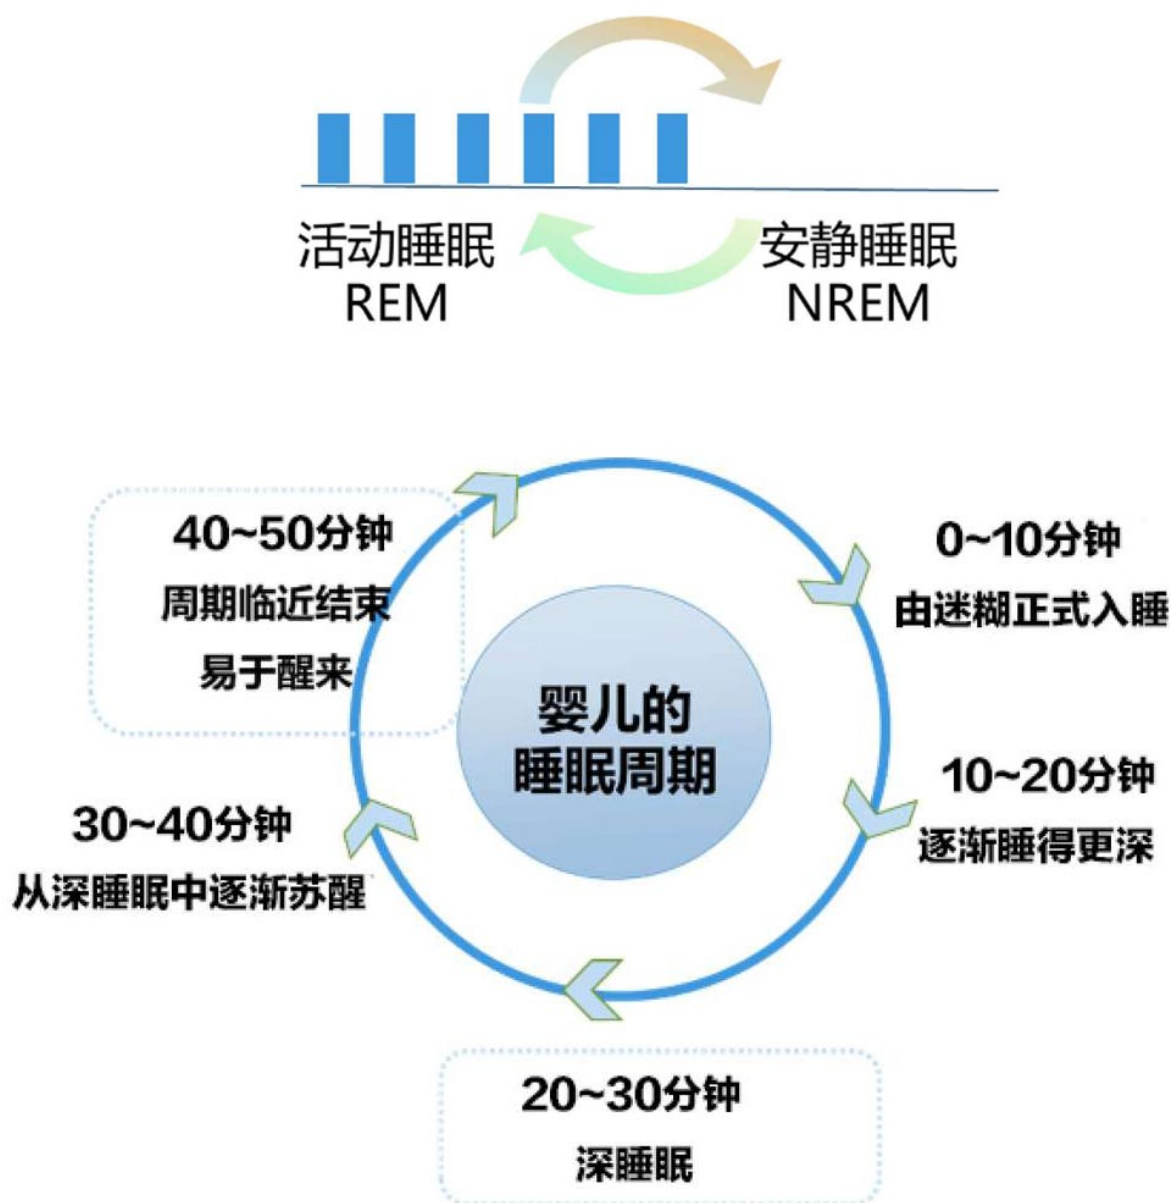 活动睡眠
REM
安静睡眠
NREM
40~50分钟
周期临近结束
易于醒来
0~10分钟
由迷糊正式入睡
婴儿的
睡眠周期
10~20分钟
逐渐睡得更深
30~40分钟
从深睡眠中逐渐苏醒
20~30分钟
深睡眠